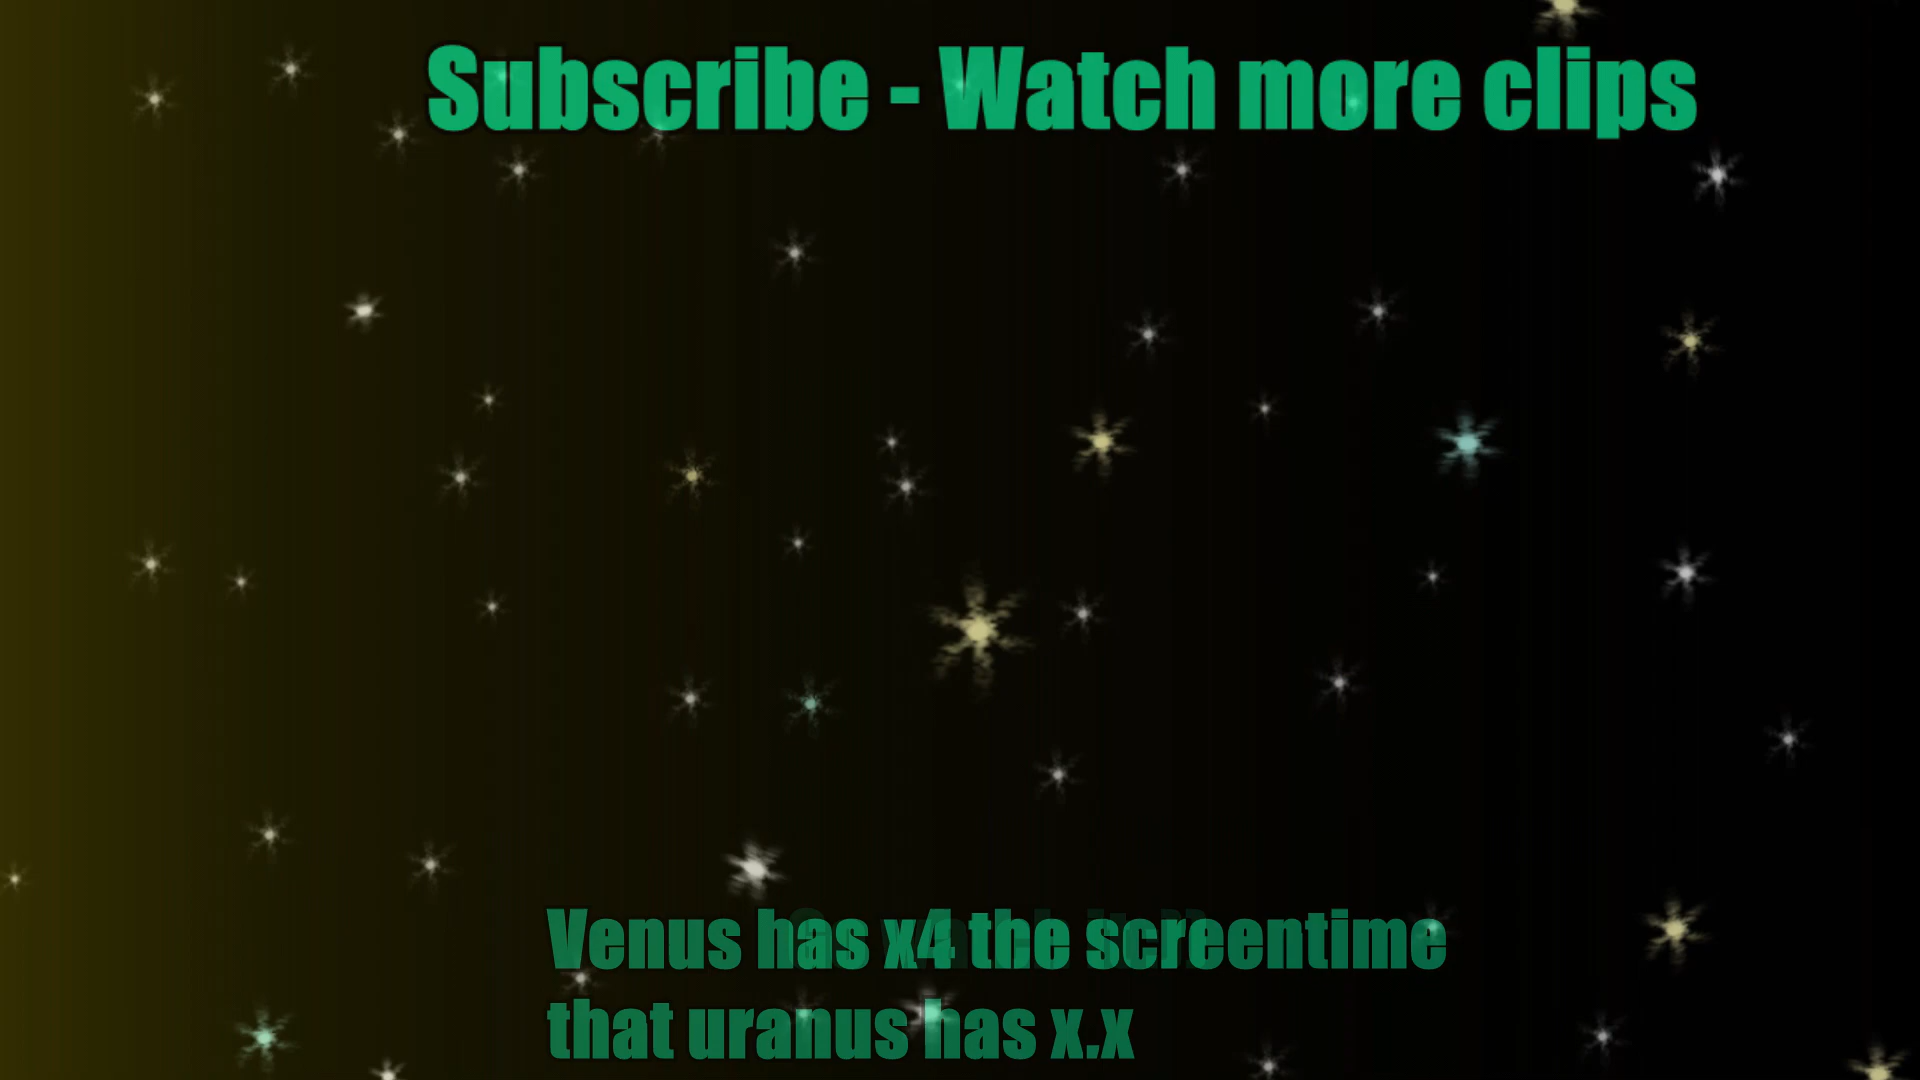 Subscribe - Watch more clips
Venus has x4 the screentime
that uranus has x.x